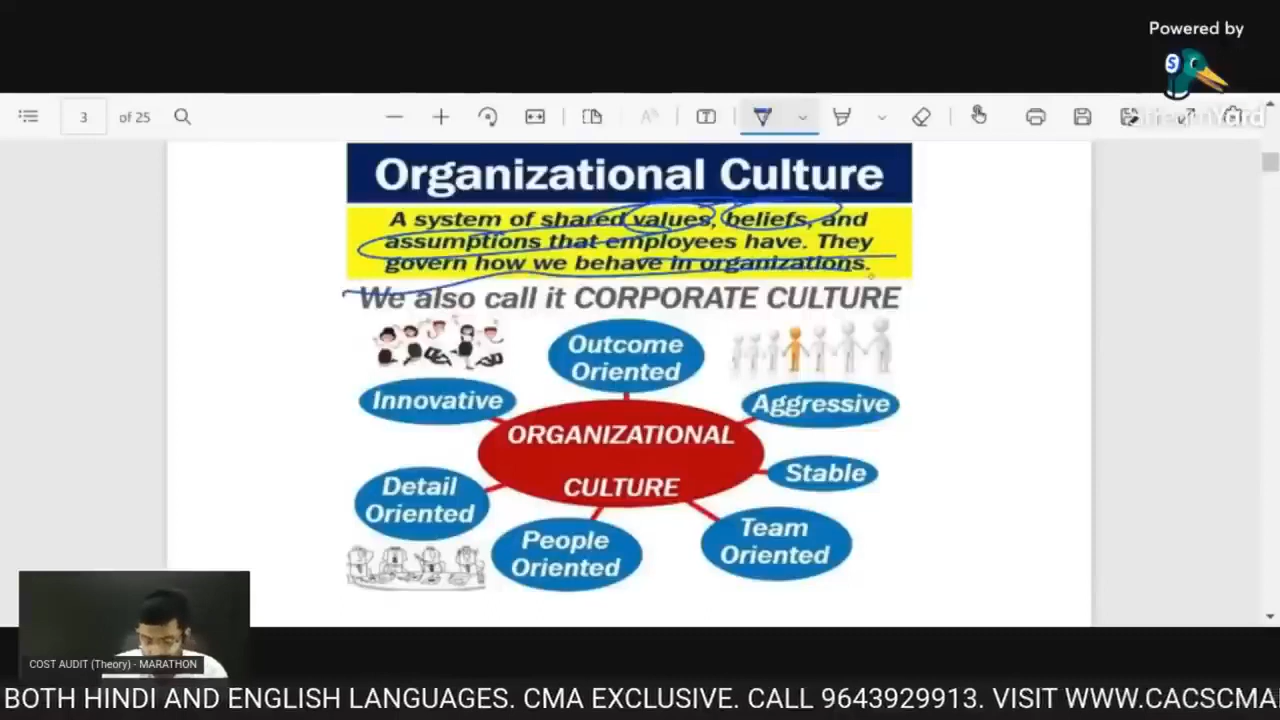 Powered by
S
3
of 25
Organizational Culture
A system of shared values, beliefs, and
assumptions that employees have. They
govern how we behave in organizations.
We also call it CORPORATE CULTURE
Outcome
Oriented
Innovative
Aggressive
ORGANIZATIONAL
CULTURE
Stable
Detail
Oriented
Team
Oriented
People
Oriented
COST AUDIT (Theory) - MARATHON
BOTH HINDI AND ENGLISH LANGUAGES. CMA EXCLUSIVE. CALL 9643929913. VISIT WWW.CACSCMA